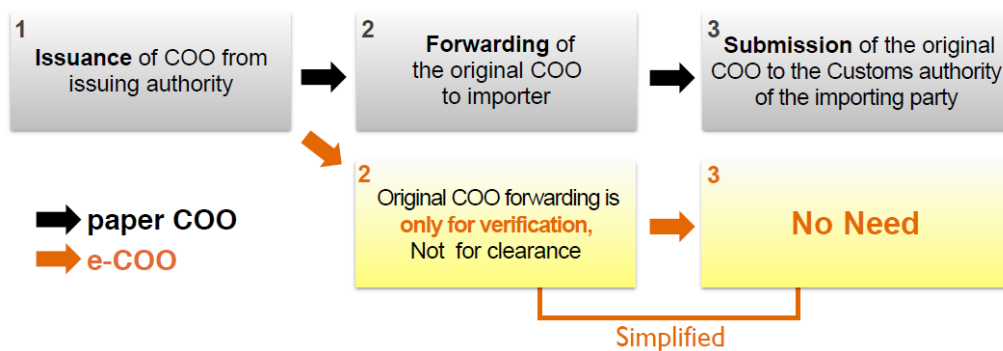 1
Issuance of COO from
issuing authority
2
Forwarding of
the original COO
to importer
3
Submission of the original
COO to the Customs authority
of the importing party
2
Original COO forwarding is
only for verification,
Not for clearance
3
No Need
paper COO
e-COO
Simplified